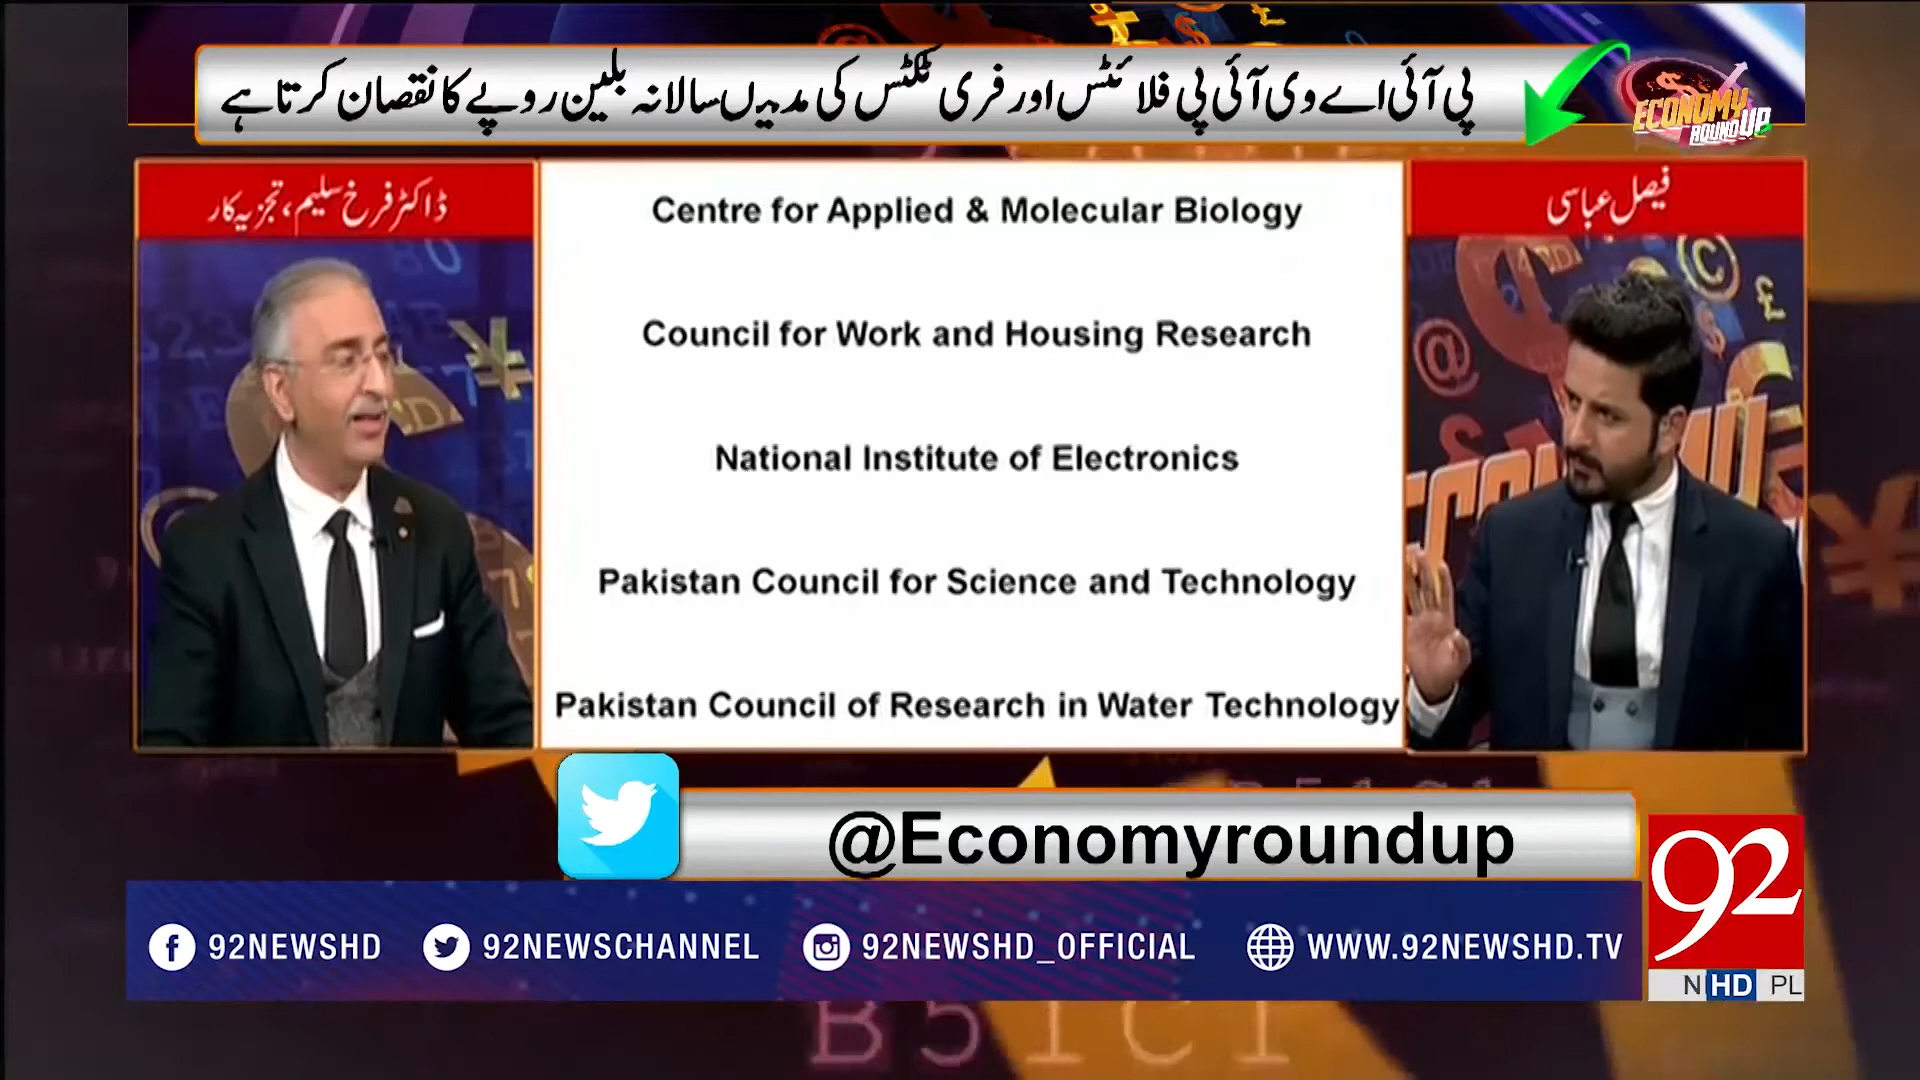 پی آئی اے وی آئی پی فلائٹس اور فری ٹکٹس کی مد میں سالانہ بلین روپے کا نقصان کرتا ہے
ECONOMY
ROUNDUP
ڈاکٹر فرخ سلیم، تجزیہ کار
فیصل عباسی
Centre for Applied & Molecular Biology
Council for Work and Housing Research
National Institute of Electronics
Pakistan Council for Science and Technology
Pakistan Council of Research in Water Technology
@Economyroundup
92NEWSHD
92NEWSCHANNEL
92NEWSHD_OFFICIAL
WWW.92NEWSHD.TV
92
HD PL